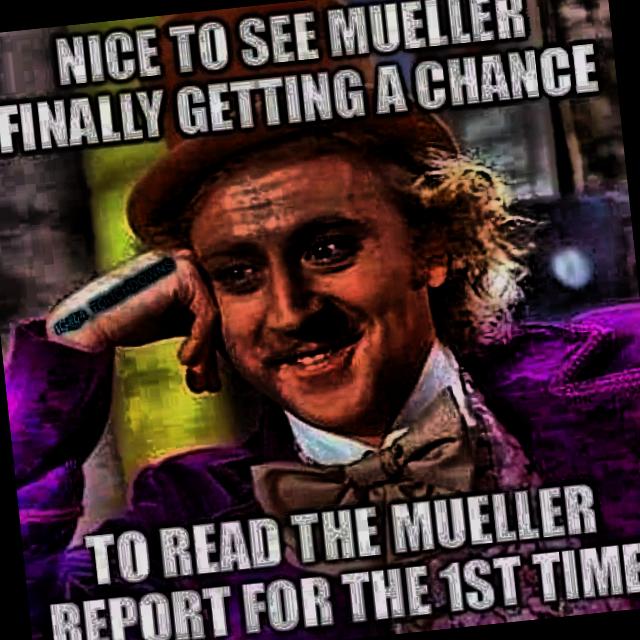 NICE TO SEE MUELLER
FINALLY GETTING A CHANCE
TO READ THE MUELLER
REPORT FOR THE 1ST TIME